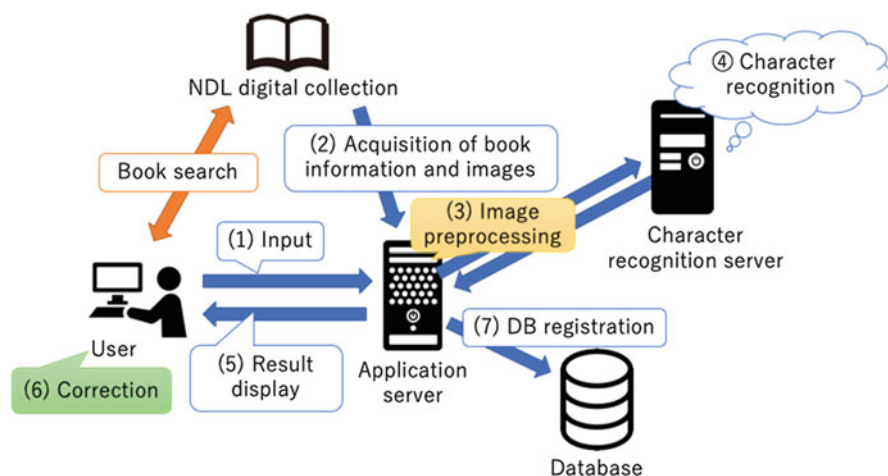 ④ Character
recognition
NDL digital collection
(2) Acquisition of book
information and images
Book search
(3) Image
preprocessing
(1) Input
Character
recognition server
(7) DB registration
User
(5) Result
display
Application
server
(6) Correction
Database